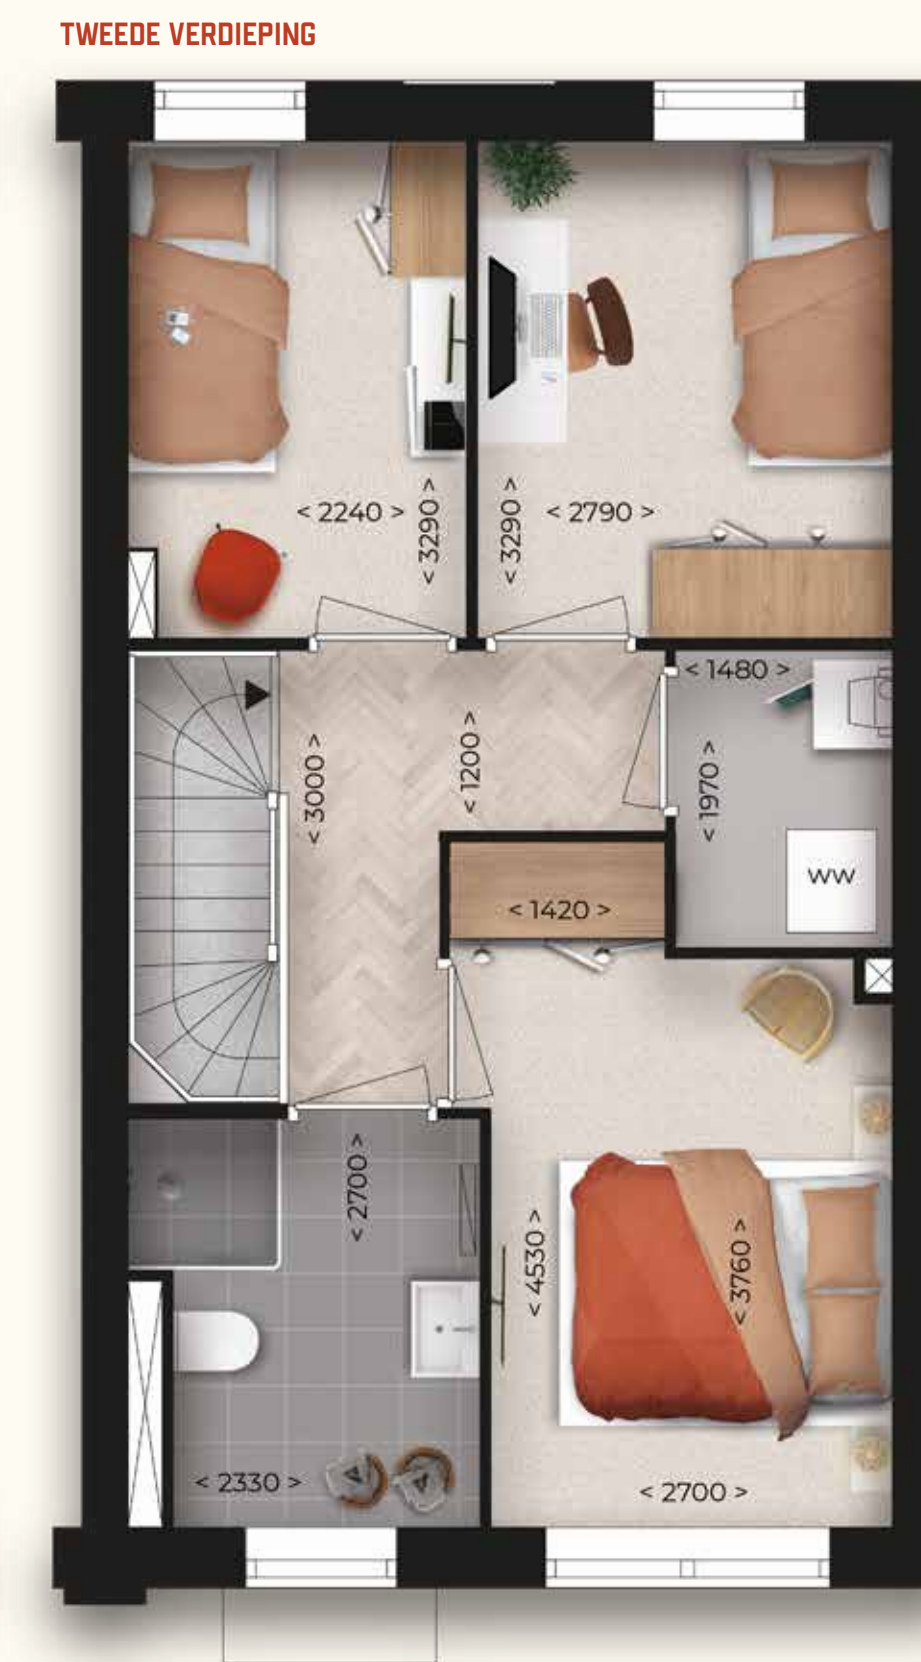 TWEEDE VERDIEPING
< 2240 >
< 3290 >
< 3290 >
< 2790 >
< 1480 >
< 3000 >
< 1200 >
< 1970 >
WW
< 1420 >
< 2700 >
< 4530 >
< 3760 >
< 2330 >
< 2700 >